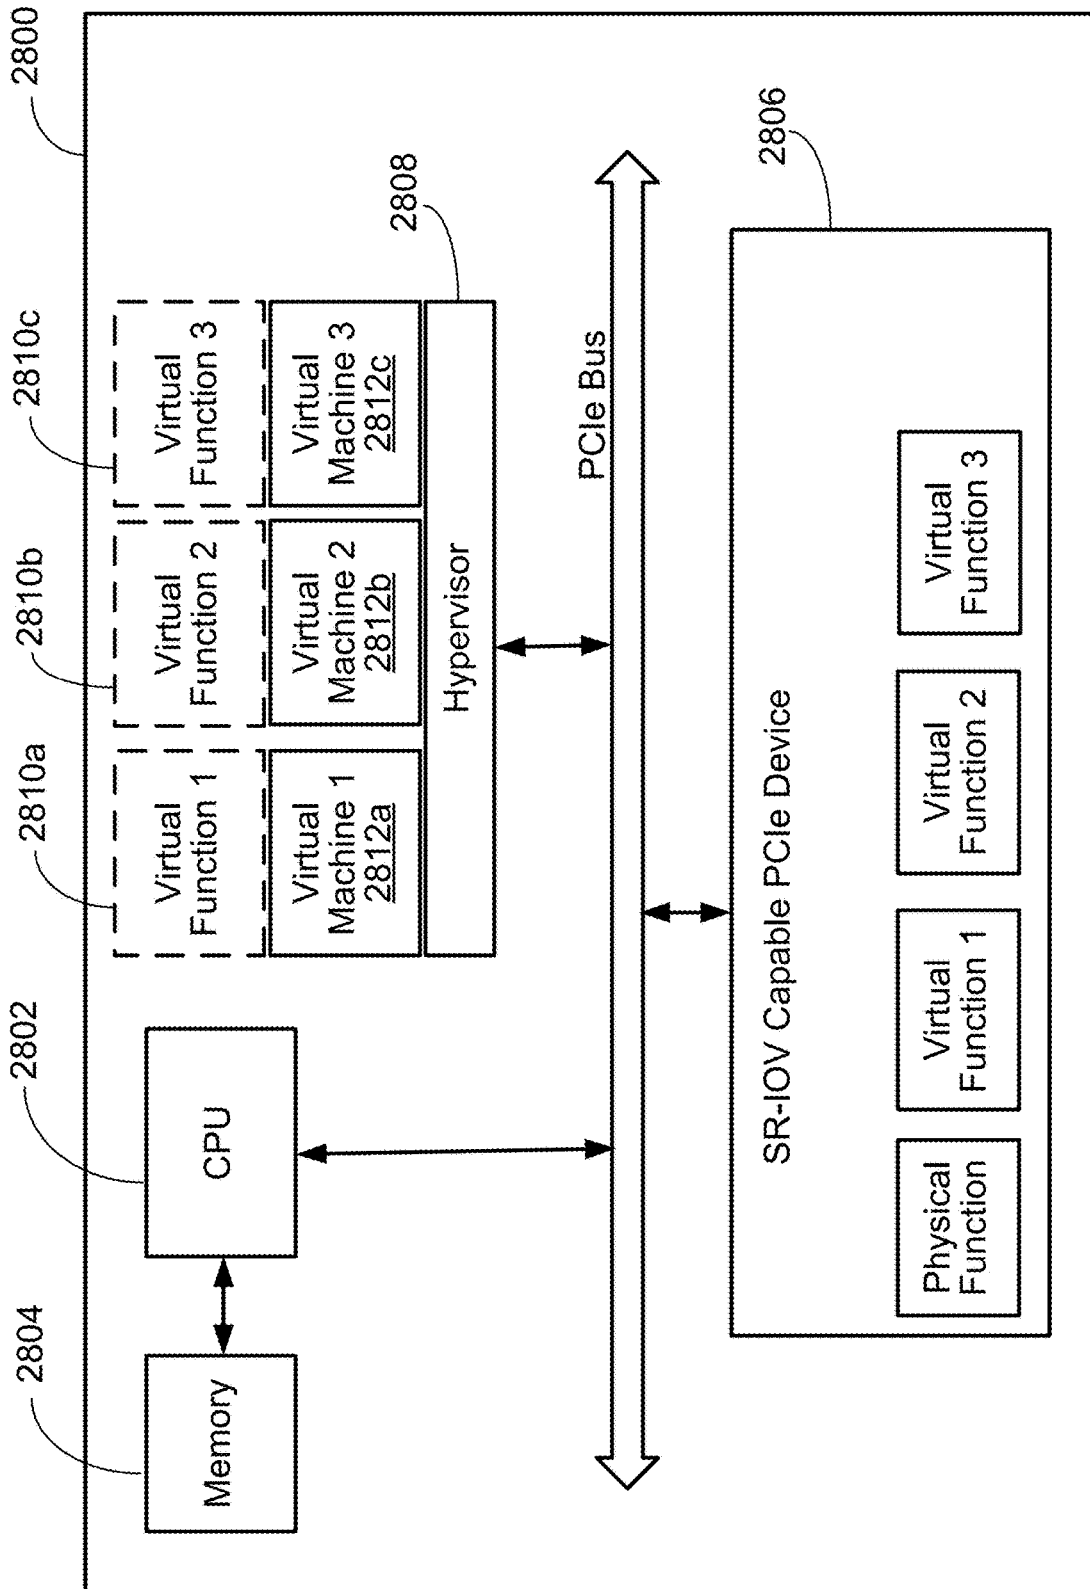 2800
2810c
2810b
2810a
2802
2804
2808
Virtual
Function 1
Virtual
Function 2
Virtual
Function 3
Memory
CPU
Virtual
Machine 1
2812a
Virtual
Machine 2
2812b
Virtual
Machine 3
2812c
Hypervisor
PCIe Bus
2806
SR-IOV Capable PCIe Device
Physical
Function
Virtual
Function 1
Virtual
Function 2
Virtual
Function 3